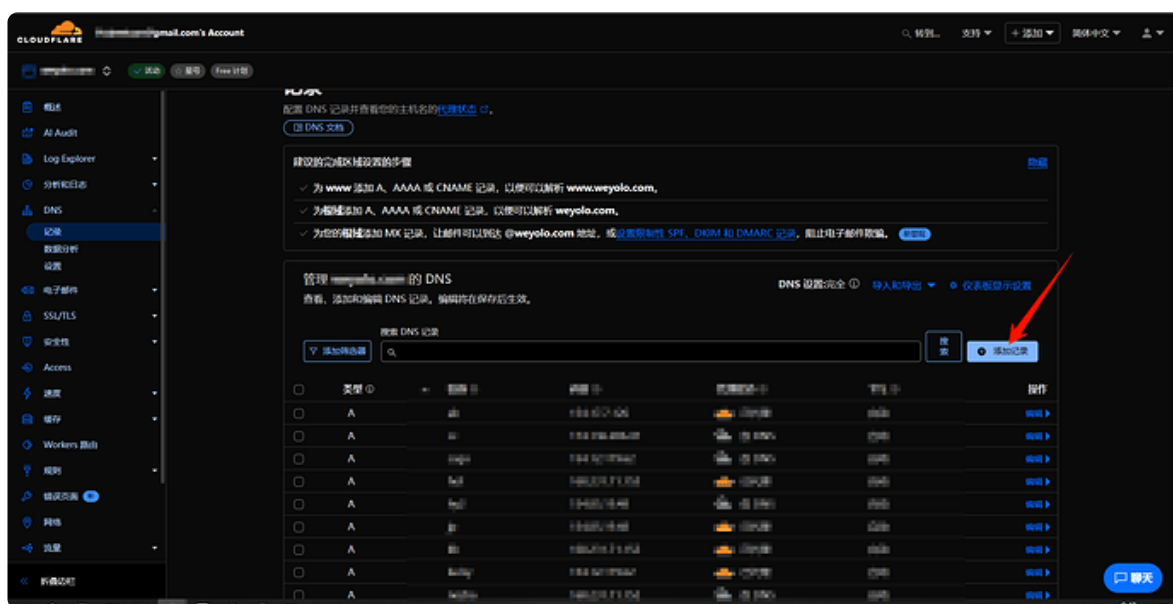 CLOUDFLARE
gmail.com's Account
转到...
支持
+ 添加
简体中文
活动
星号
Free 计划
概述
AI Audit
Log Explorer
分析和日志
DNS
记录
数据分析
设置
电子邮件
SSL/TLS
安全性
Access
速度
缓存
Workers 路由
规则
错误页面
网络
流量
折叠边栏
记录
配置 DNS 记录并查看您的主机名的代理状态。
DNS 文档
建议的完成区域设置的步骤
隐藏
为 www 添加 A、AAAA 或 CNAME 记录，以便可以解析 www.weyolo.com。
为根域添加 A、AAAA 或 CNAME 记录，以便可以解析 weyolo.com。
为您的根域添加 MX 记录，让邮件可以到达 @weyolo.com 地址，或设置限制性 SPF、DKIM 和 DMARC 记录，阻止电子邮件欺骗。
管理 的 DNS
DNS 设置:完全
导入和导出
仪表板显示设置
查看、添加和编辑 DNS 记录。编辑将在保存后生效。
搜索 DNS 记录
添加筛选器
搜索
添加记录
类型
操作
A
编辑
A
编辑
A
编辑
A
编辑
A
编辑
A
编辑
A
编辑
A
编辑
A
编辑
聊天